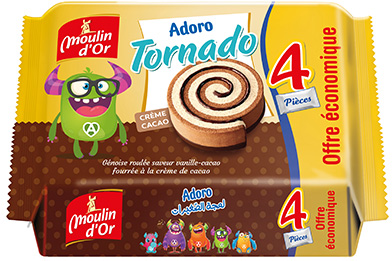 Moulin
d'Or
Adoro
Tornado
CRÈME
CACAO
4
Pièces
Offre économique
Génoise roulée saveur vanille-cacao
fourrée à la crème de cacao
Moulin
d'Or
Adoro
4
Pièces
Offre
économique